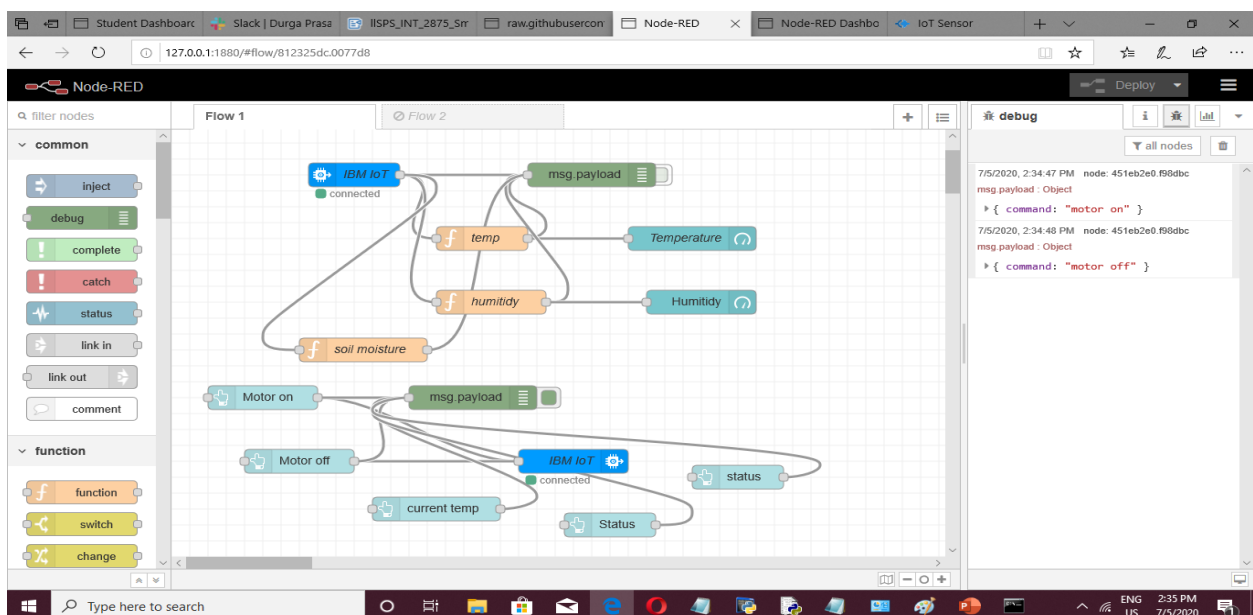 Student Dashboarc
Slack | Durga Prasa
IISPS_INT_2875_Sm
raw.githubusercon
Node-RED
Node-RED Dashbo
IoT Sensor
127.0.0.1:1880/#flow/812325dc.0077d8
Node-RED
Deploy
filter nodes
Flow 1
Flow 2
debug
i
all nodes
common
inject
debug
complete
catch
status
link in
link out
comment
function
function
switch
change
IBM IoT
connected
msg.payload
temp
Temperature
humitidy
Humitidy
soil moisture
Motor on
msg.payload
Motor off
IBM IoT
connected
status
current temp
Status
7/5/2020, 2:34:47 PM node: 451eb2e0.f98dbc
msg.payload : Object
{ command: "motor on" }
7/5/2020, 2:34:48 PM node: 451eb2e0.f98dbc
msg.payload : Object
{ command: "motor off" }
Type here to search
ENG
US
2:35 PM
7/5/2020